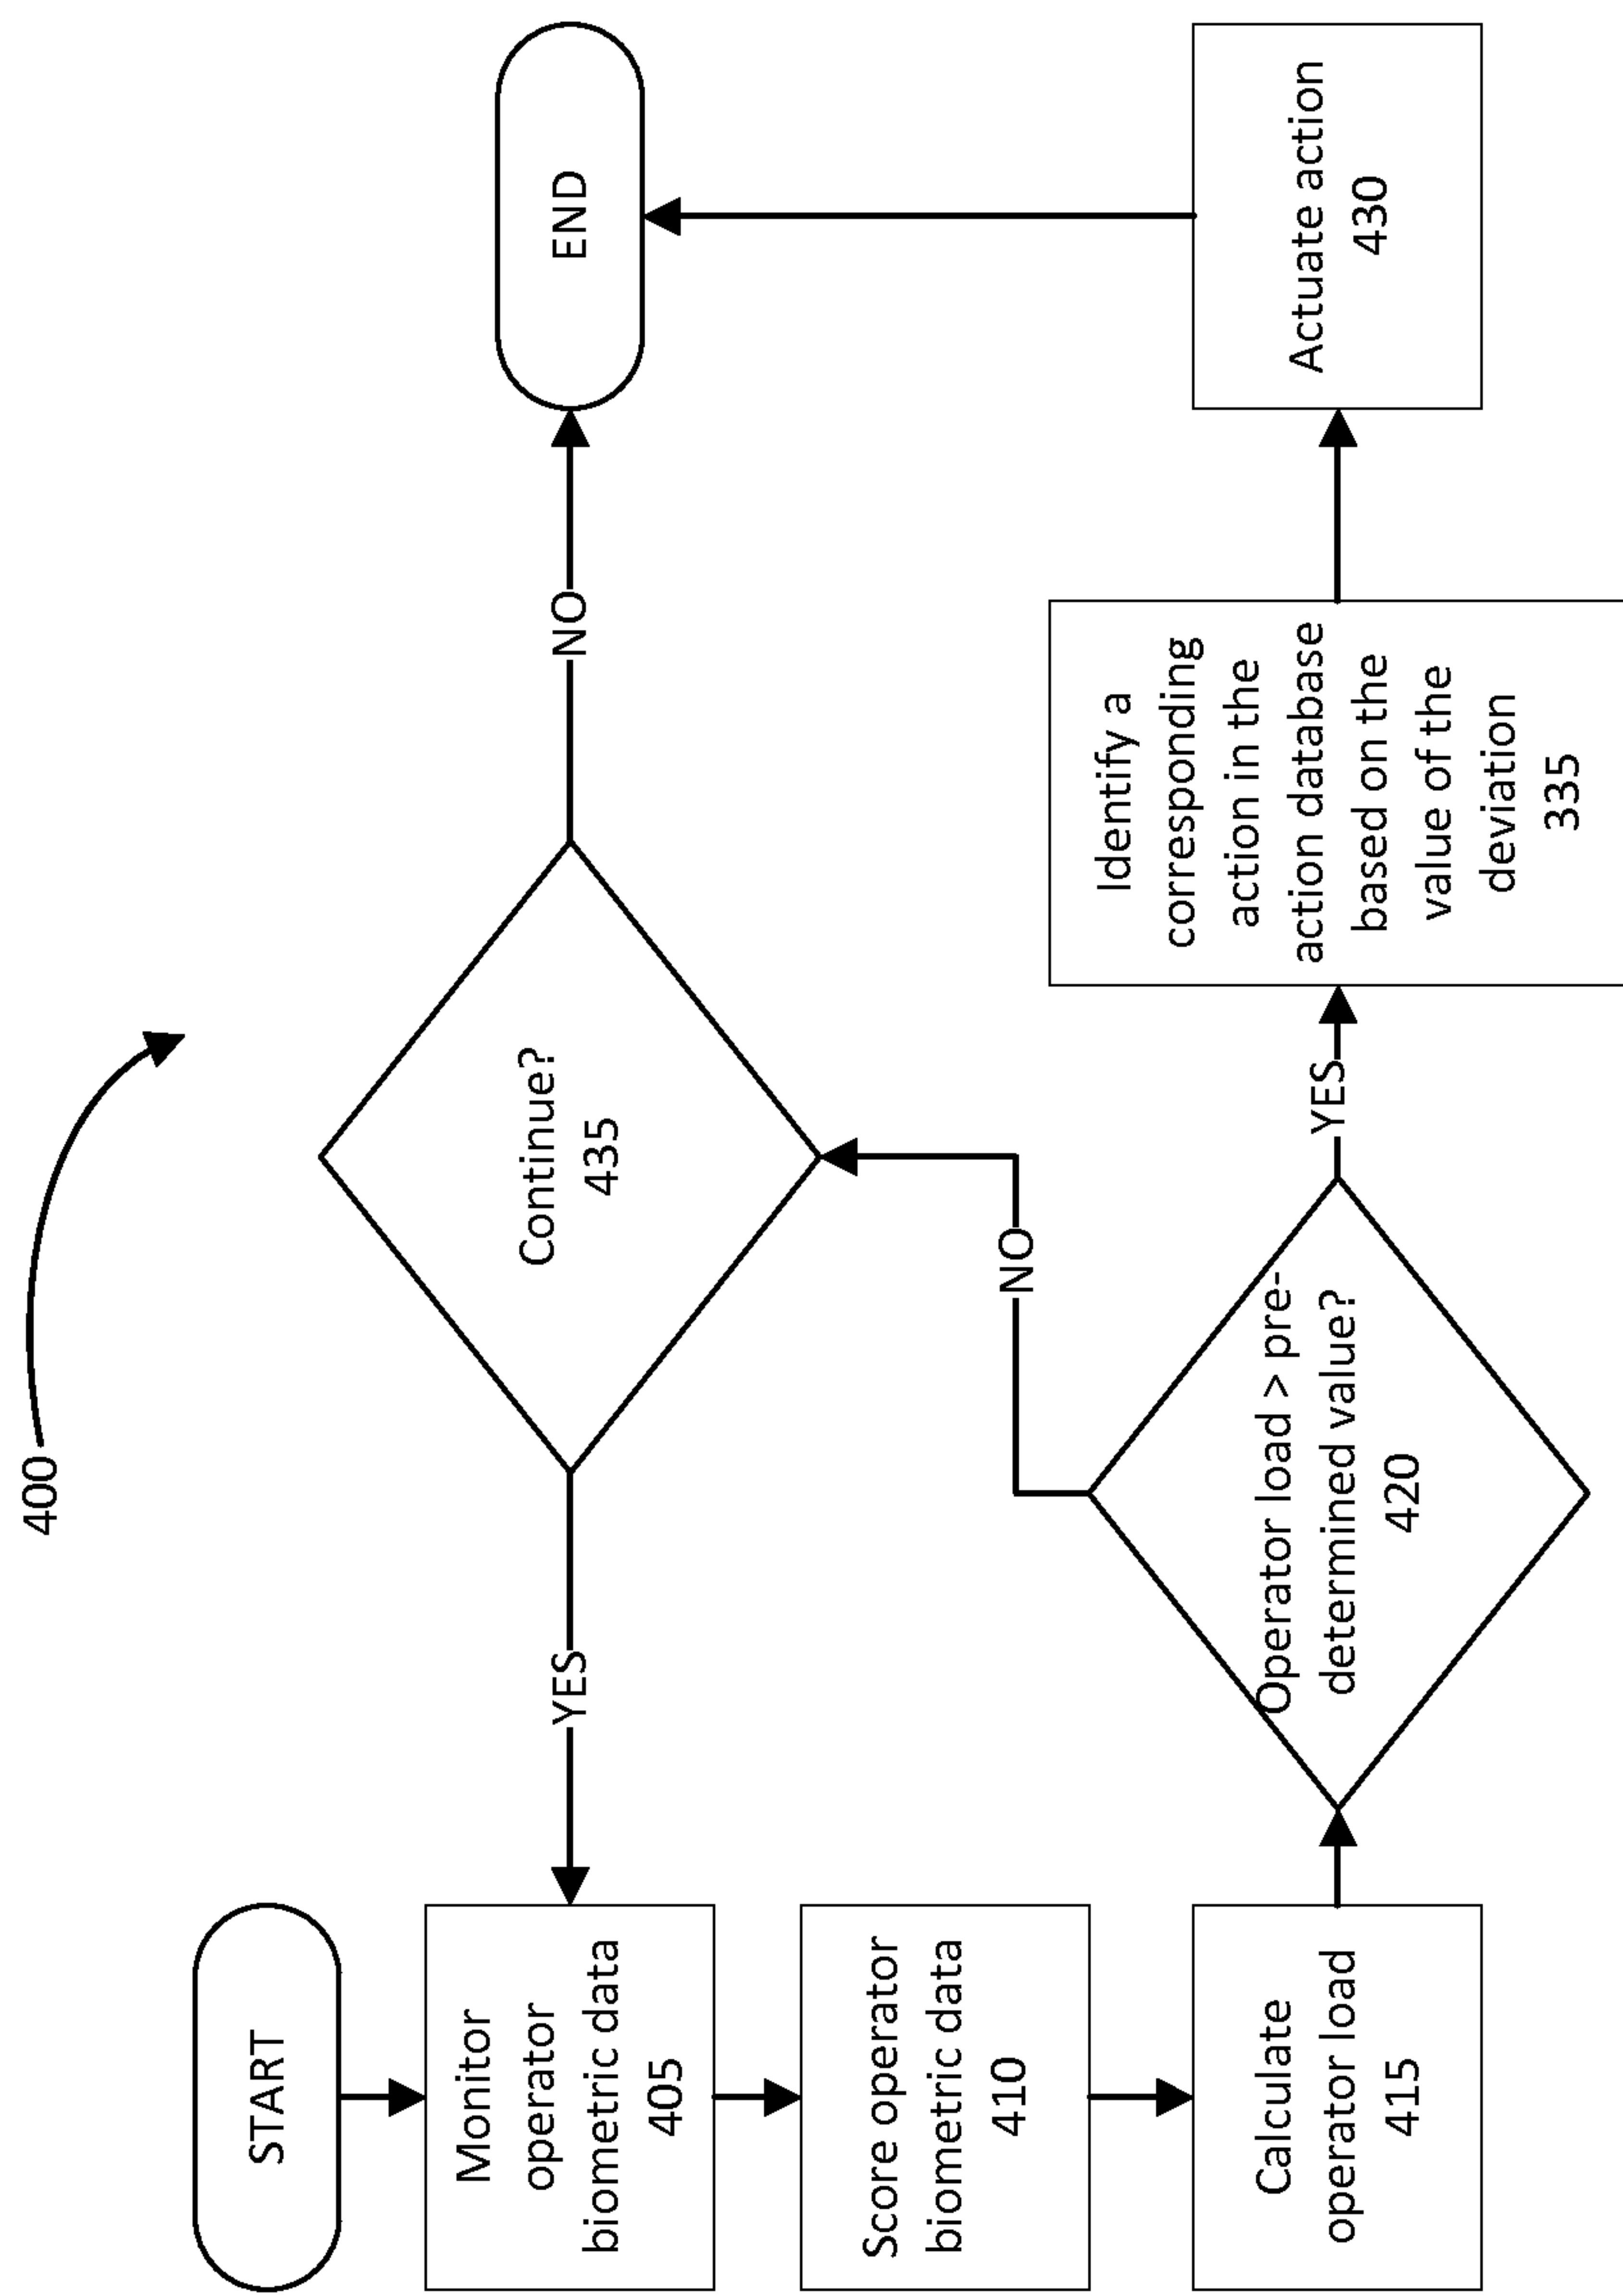 400
START
Monitor
operator
biometric data
405
Score operator
biometric data
410
Calculate
operator load
415
Operator load > pre-
determined value?
420
YES
NO
Identify a
corresponding
action in the
action database
based on the
value of the
deviation
335
Actuate action
430
Continue?
435
YES
NO
END